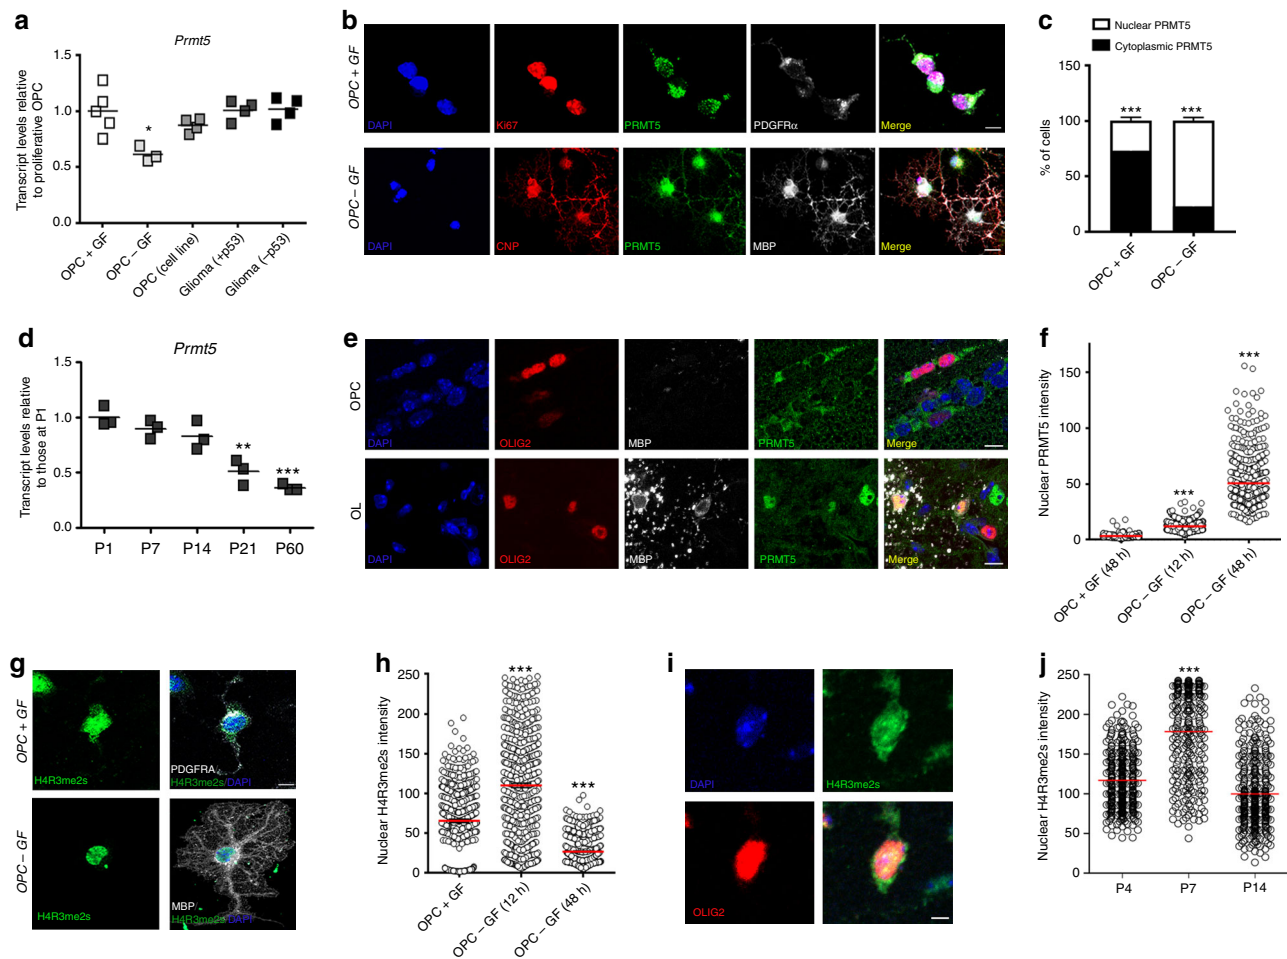 a
Prmt5
Transcript levels relative
to proliferative OPC
1.5
1.0
0.5
0.0
*
OPC + GF
OPC – GF
OPC (cell line)
Glioma (+p53)
Glioma (–p53)
b
OPC + GF
DAPI
Ki67
PRMT5
PDGFRα
Merge
OPC – GF
DAPI
CNP
PRMT5
MBP
Merge
c
Nuclear PRMT5
Cytoplasmic PRMT5
% of cells
150
100
50
0
*** ***
OPC + GF
OPC – GF
d
Prmt5
Transcript levels relative
to those at P1
1.5
1.0
0.5
0.0
**
***
P1 P7 P14 P21 P60
e
OPC
DAPI
OLIG2
MBP
PRMT5
Merge
OL
DAPI
OLIG2
MBP
PRMT5
Merge
f
Nuclear PRMT5 intensity
150
100
50
0
***
***
OPC + GF (48 h)
OPC – GF (12 h)
OPC – GF (48 h)
g
OPC + GF
H4R3me2s
PDGFRA/
H4R3me2s/DAPI
OPC – GF
H4R3me2s
MBP/
H4R3me2s/DAPI
h
Nuclear H4R3me2s intensity
250
200
150
100
50
0
***
***
OPC + GF
OPC – GF (12 h)
OPC – GF (48 h)
i
DAPI
H4R3me2s
OLIG2
j
Nuclear H4R3me2s intensity
250
200
150
100
50
0
***
P4 P7 P14